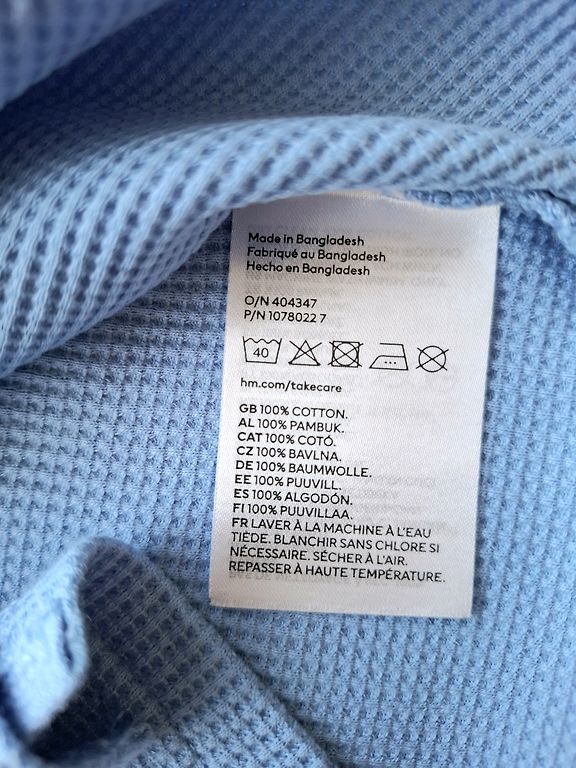 Made in Bangladesh
Fabriqué au Bangladesh
Hecho en Bangladesh
O/N 404347
P/N 1078022 7
40
hm.com/takecare
GB 100% COTTON.
AL 100% PAMBUK.
CAT 100% COTÓ.
CZ 100% BAVLNA.
DE 100% BAUMWOLLE.
EE 100% PUUVILL.
ES 100% ALGODÓN.
FI 100% PUUVILLAA.
FR LAVER À LA MACHINE À L'EAU
TIÈDE. BLANCHIR SANS CHLORE SI
NÉCESSAIRE. SÉCHER À L'AIR.
REPASSER À HAUTE TEMPÉRATURE.